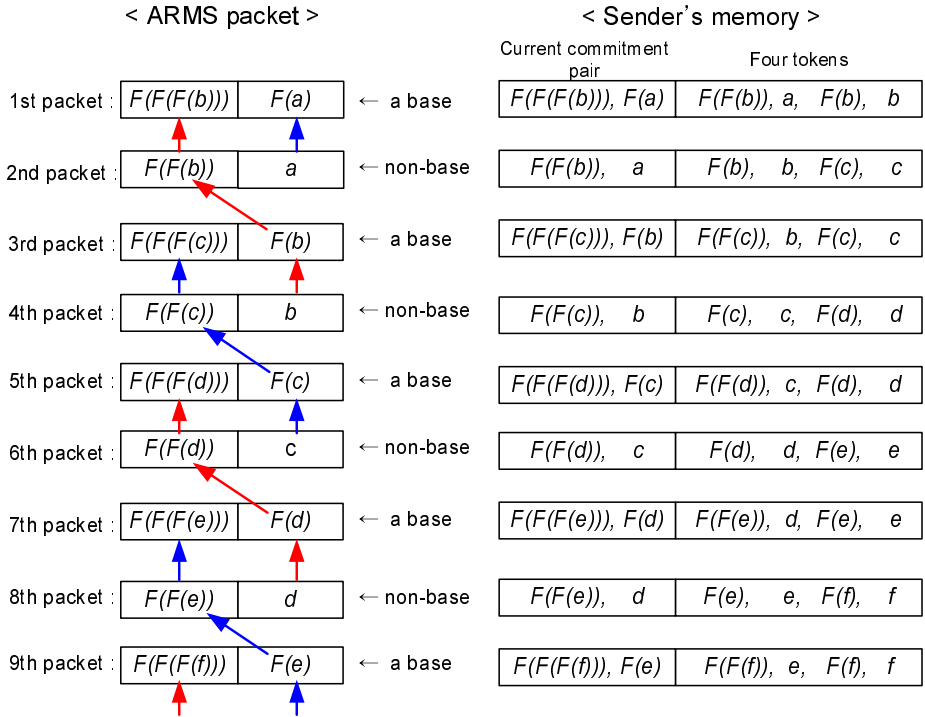 < ARMS packet > < Sender's memory >
Current commitment pair Four tokens
1st packet : F(F(F(b))) F(a) ← a base F(F(F(b))), F(a) F(F(b)), a, F(b), b
2nd packet : F(F(b)) a ← non-base F(F(b)), a F(b), b, F(c), c
3rd packet : F(F(F(c))) F(b) ← a base F(F(F(c))), F(b) F(F(c)), b, F(c), c
4th packet : F(F(c)) b ← non-base F(F(c)), b F(c), c, F(d), d
5th packet : F(F(F(d))) F(c) ← a base F(F(F(d))), F(c) F(F(d)), c, F(d), d
6th packet : F(F(d)) c ← non-base F(F(d)), c F(d), d, F(e), e
7th packet : F(F(F(e))) F(d) ← a base F(F(F(e))), F(d) F(F(e)), d, F(e), e
8th packet : F(F(e)) d ← non-base F(F(e)), d F(e), e, F(f), f
9th packet : F(F(F(f))) F(e) ← a base F(F(F(f))), F(e) F(F(f)), e, F(f), f